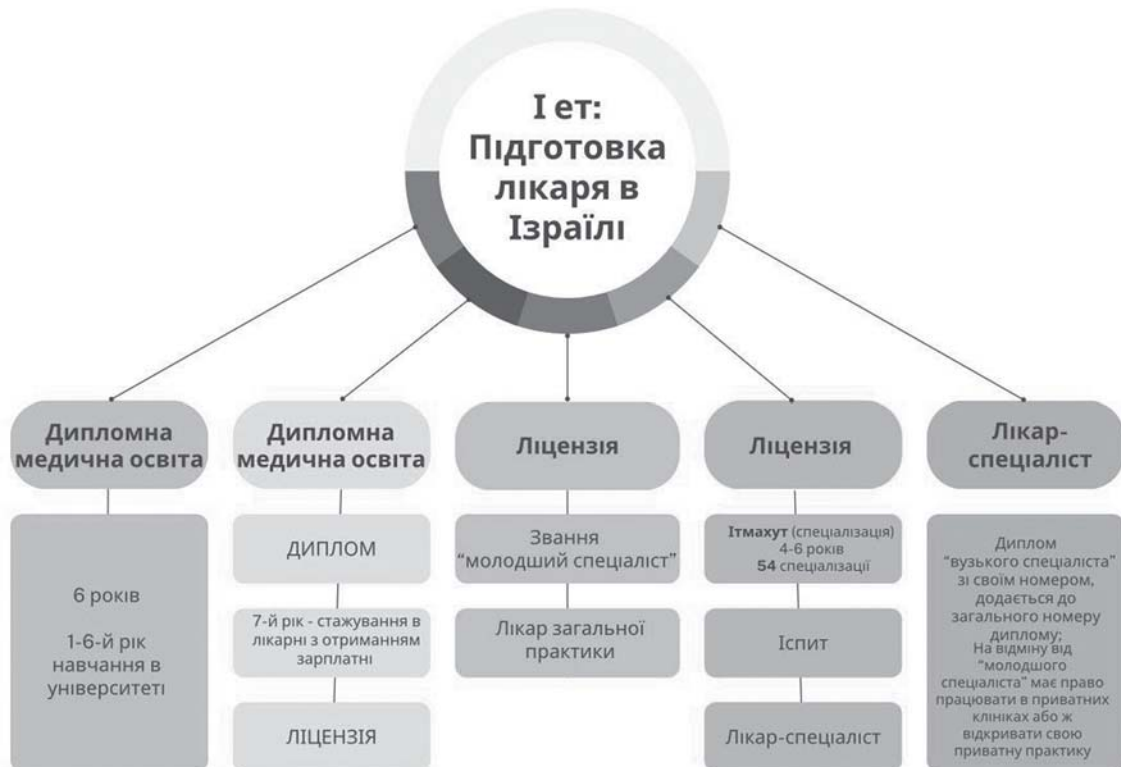 I ет:
Підготовка
лікаря в
Ізраїлі
Дипломна
медична освіта
6 років
1-6-й рік
навчання в
університеті
Дипломна
медична освіта
ДИПЛОМ
7-й рік - стажування в
лікарні з отриманням
зарплатні
ЛІЦЕНЗІЯ
Ліцензія
Звання
“молодший спеціаліст”
Лікар загальної
практики
Ліцензія
Ітмахут (спеціалізація)
4-6 років
54 спеціалізації
Іспит
Лікар-спеціаліст
Лікар-
спеціаліст
Диплом
“вузького спеціаліста”
зі своїм номером,
додається до
загального номеру
диплому;
На відміну від
“молодшого
спеціаліста” має право
працювати в приватних
клініках або ж
відкривати свою
приватну практику